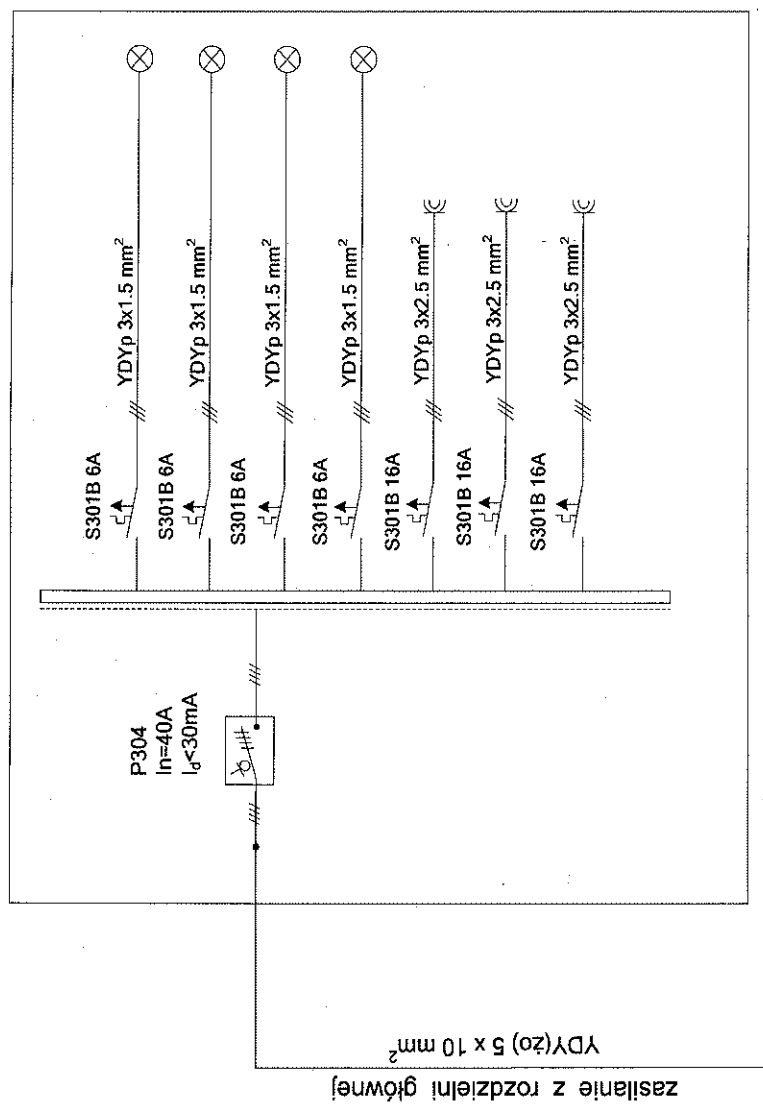 S301B 6A
YDYp 3x1.5 mm²
S301B 6A
YDYp 3x1.5 mm²
S301B 6A
YDYp 3x1.5 mm²
S301B 6A
YDYp 3x1.5 mm²
S301B 16A
YDYp 3x2.5 mm²
S301B 16A
YDYp 3x2.5 mm²
S301B 16A
YDYp 3x2.5 mm²
P304
In=40A
I_d<30mA
YDY(żo) 5 x 10 mm²
zasilanie z rozdzielni głównej